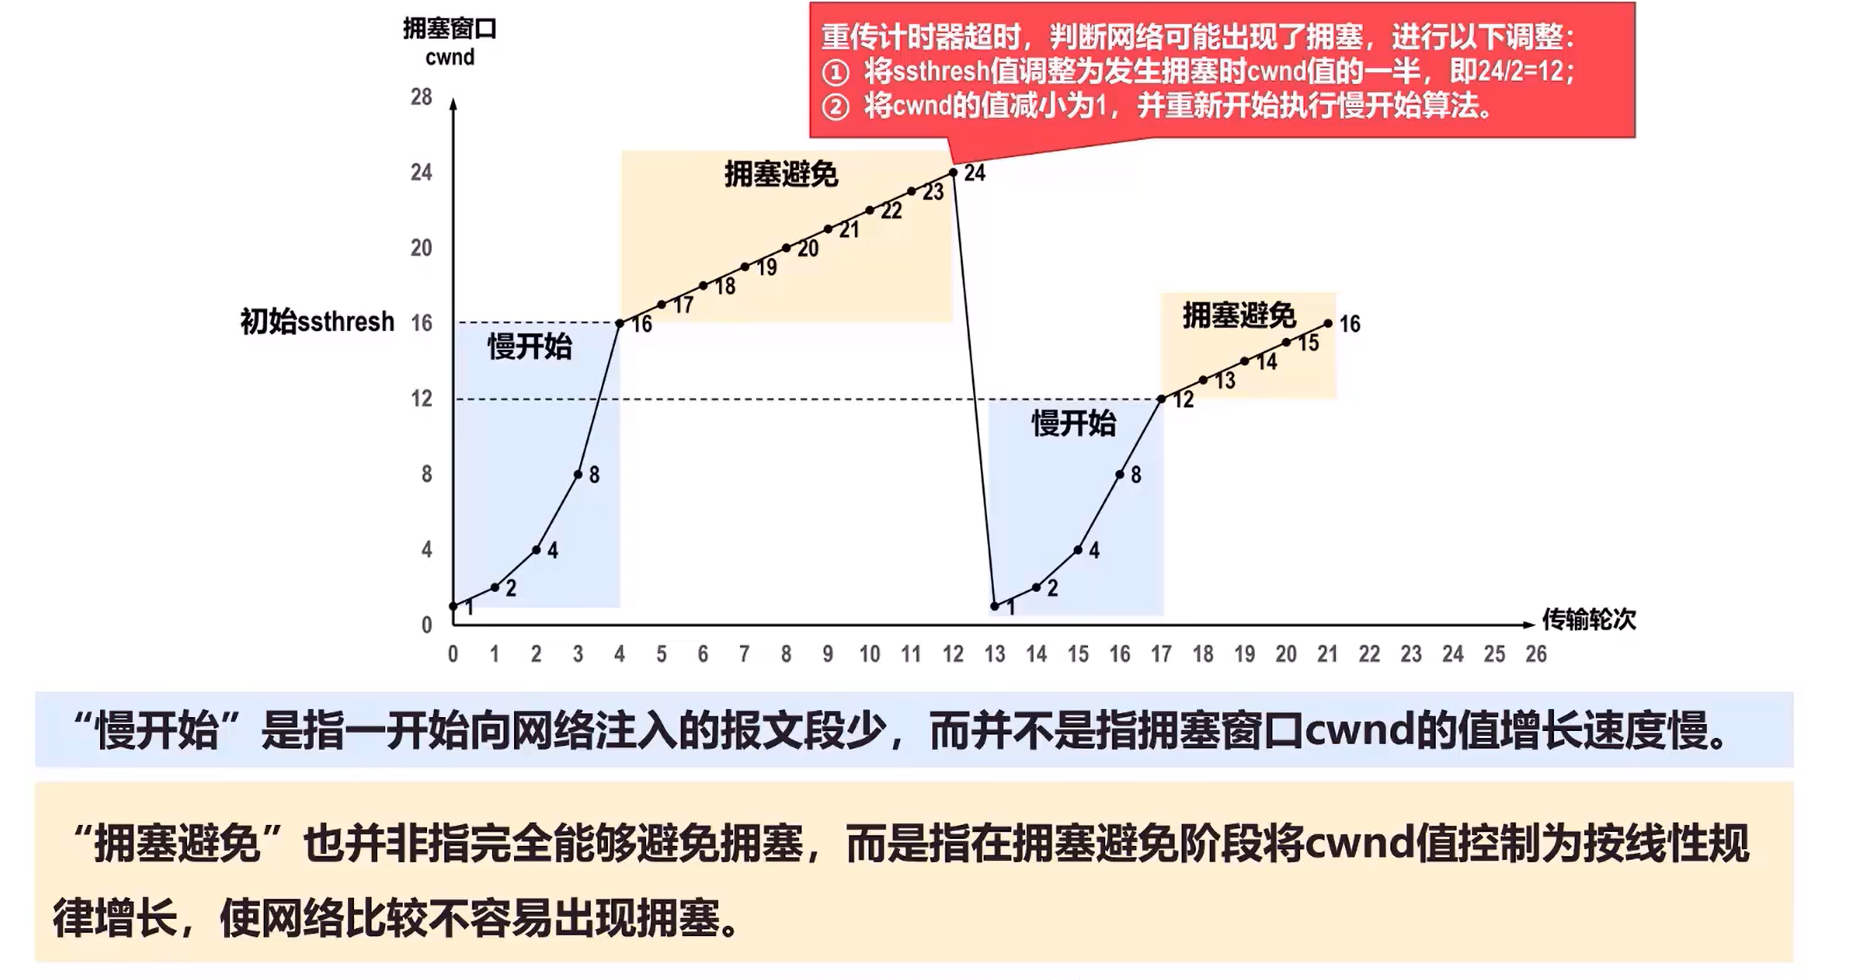 拥塞窗口
cwnd
重传计时器超时，判断网络可能出现了拥塞，进行以下调整：
① 将ssthresh值调整为发生拥塞时cwnd值的一半，即24/2=12；
② 将cwnd的值减小为1，并重新开始执行慢开始算法。
28
24
20
初始ssthresh 16
12
8
4
0
慢开始
1
2
4
8
16
拥塞避免
17
18
19
20
21
22
23
24
慢开始
1
2
4
8
12
拥塞避免
13
14
15
16
传输轮次
0 1 2 3 4 5 6 7 8 9 10 11 12 13 14 15 16 17 18 19 20 21 22 23 24 25 26
“慢开始”是指一开始向网络注入的报文段少，而并不是指拥塞窗口cwnd的值增长速度慢。
“拥塞避免”也并非指完全能够避免拥塞，而是指在拥塞避免阶段将cwnd值控制为按线性规
律增长，使网络比较不容易出现拥塞。